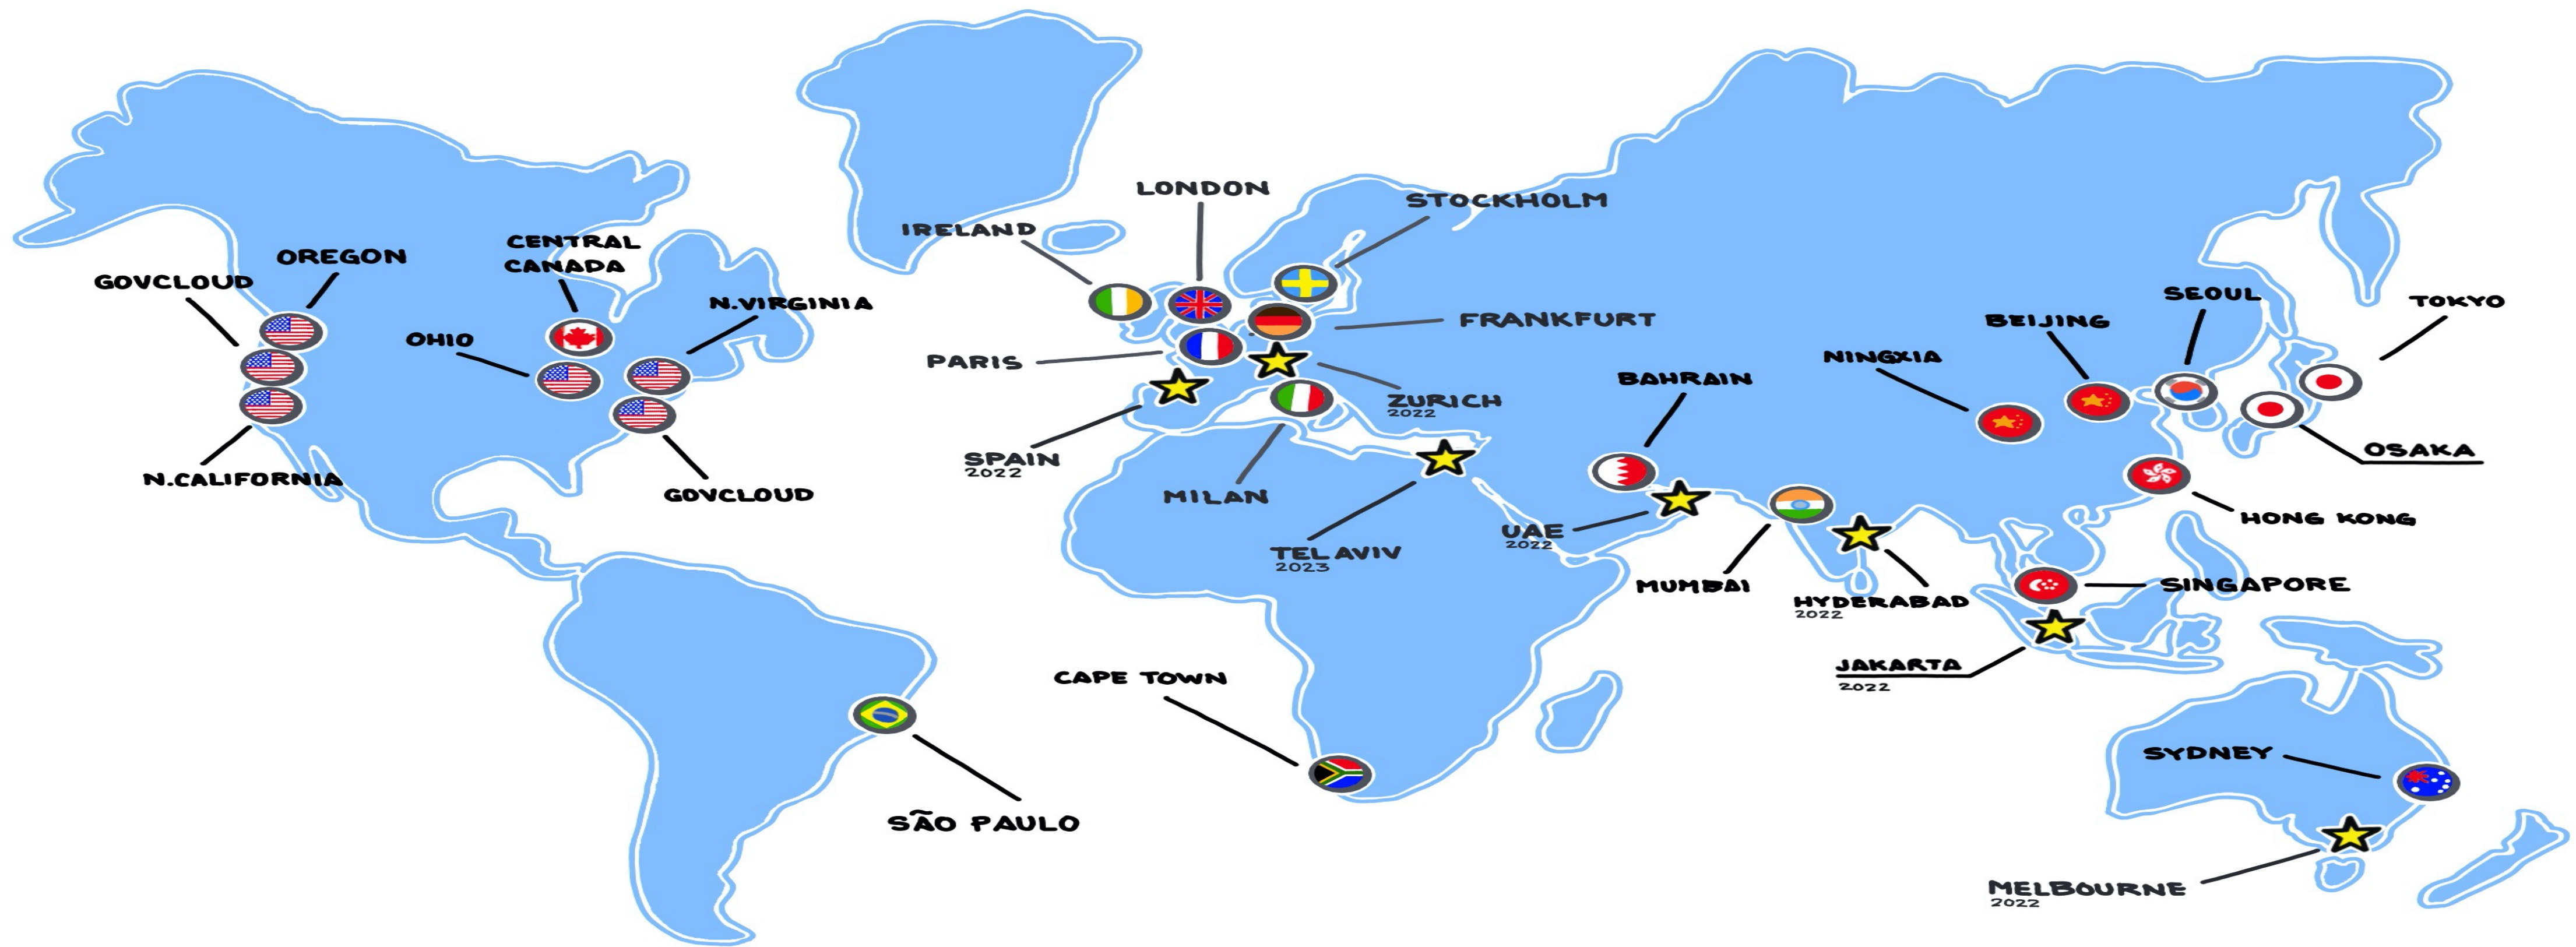 GOVCLOUD
OREGON
CENTRAL
CANADA
OHIO
N.VIRGINIA
N.CALIFORNIA
GOVCLOUD
SÃO PAULO
LONDON
IRELAND
STOCKHOLM
FRANKFURT
PARIS
ZURICH
2022
SPAIN
2022
MILAN
TEL AVIV
2023
CAPE TOWN
BAHRAIN
UAE
2022
MUMBAI
HYDERABAD
2022
NINGXIA
BEIJING
SEOUL
TOKYO
OSAKA
HONG KONG
SINGAPORE
JAKARTA
2022
SYDNEY
MELBOURNE
2022